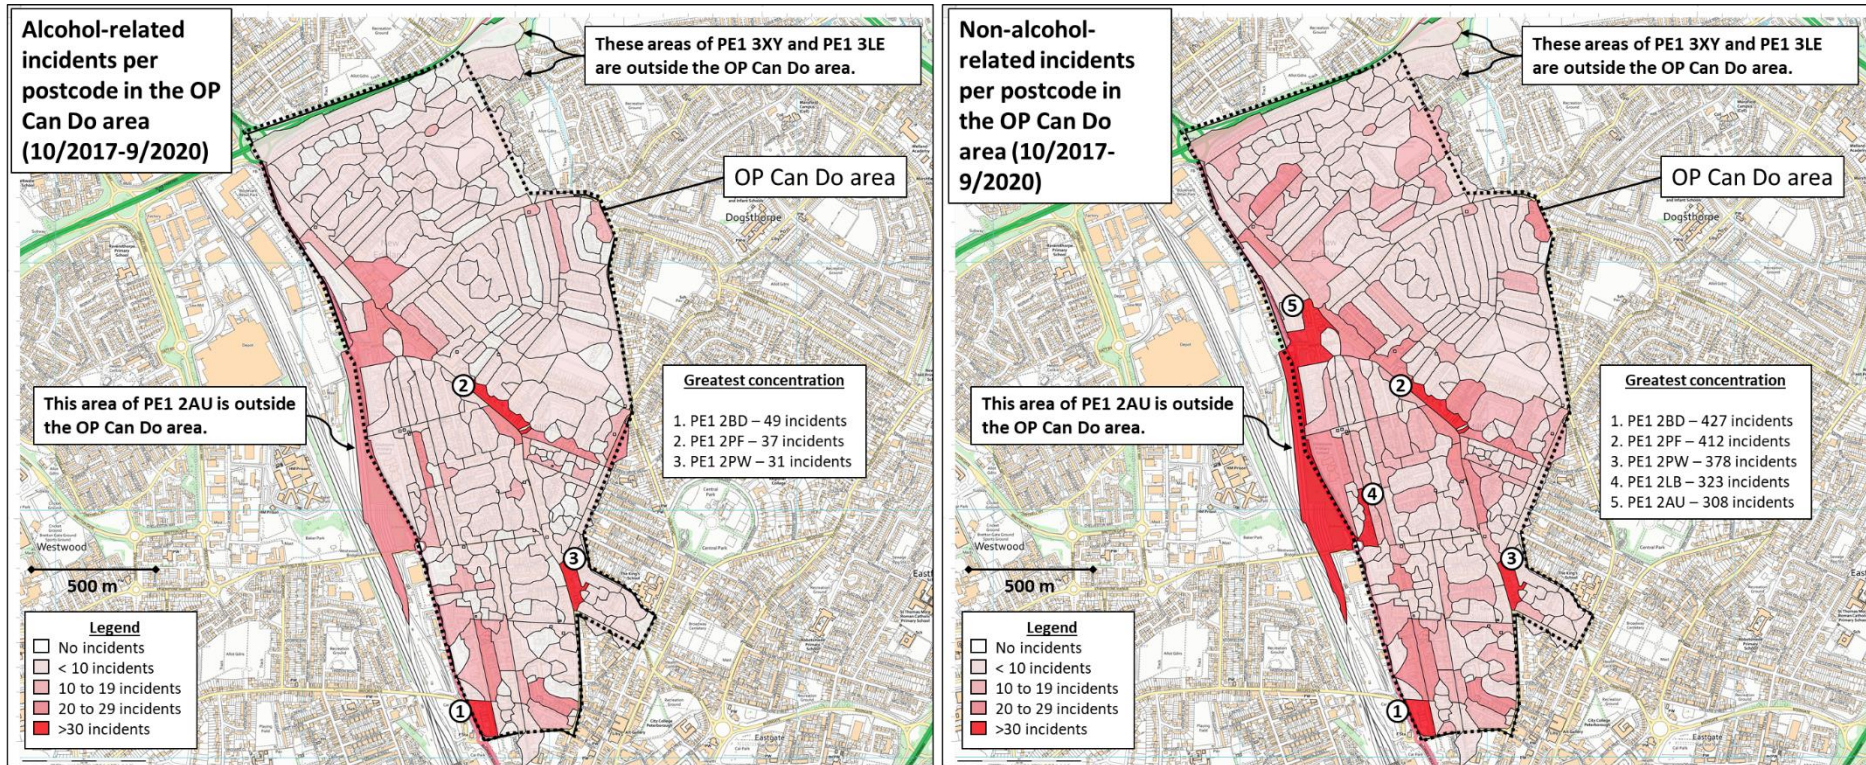 Alcohol-related
incidents per
postcode in the OP
Can Do area
(10/2017-9/2020)
These areas of PE1 3XY and PE1 3LE
are outside the OP Can Do area.
OP Can Do area
Dogsthorpe
2
This area of PE1 2AU is outside
the OP Can Do area.
Greatest concentration
1. PE1 2BD – 49 incidents
2. PE1 2PF – 37 incidents
3. PE1 2PW – 31 incidents
Westwood
3
500 m
Legend
No incidents
< 10 incidents
10 to 19 incidents
20 to 29 incidents
>30 incidents
1
Eastgate
Non-alcohol-
related incidents
per postcode in
the OP Can Do
area (10/2017-
9/2020)
These areas of PE1 3XY and PE1 3LE
are outside the OP Can Do area.
OP Can Do area
Dogsthorpe
5
2
This area of PE1 2AU is outside
the OP Can Do area.
Greatest concentration
1. PE1 2BD – 427 incidents
2. PE1 2PF – 412 incidents
3. PE1 2PW – 378 incidents
4. PE1 2LB – 323 incidents
5. PE1 2AU – 308 incidents
4
Westwood
3
500 m
Legend
No incidents
< 10 incidents
10 to 19 incidents
20 to 29 incidents
>30 incidents
1
Eastgate